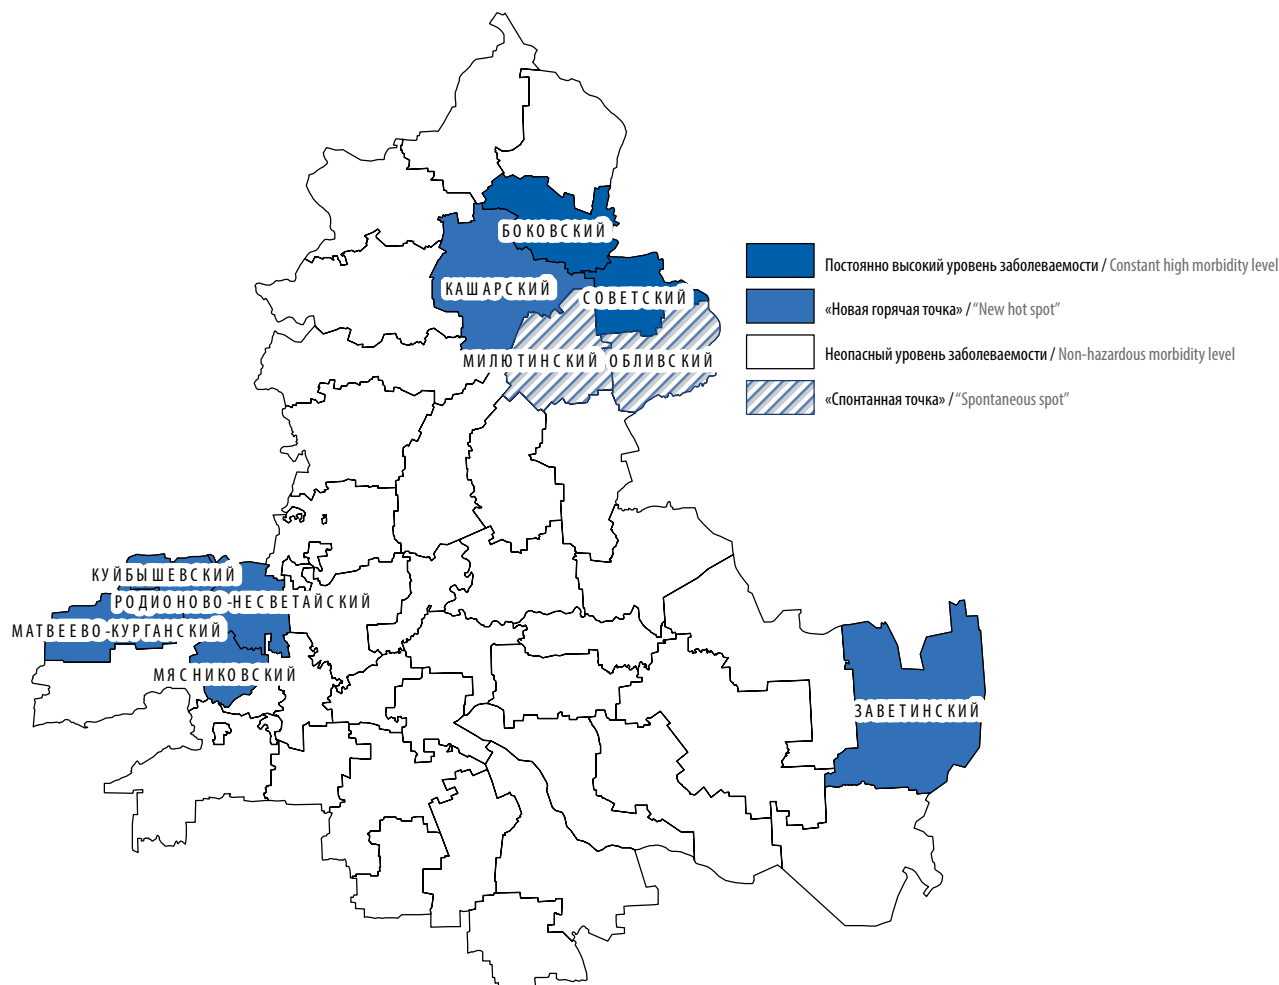 БОКОВСКИЙ
КАШАРСКИЙ
СОВЕТСКИЙ
МИЛЮТИНСКИЙ
ОБЛИВСКИЙ
Постоянно высокий уровень заболеваемости / Constant high morbidity level
«Новая горячая точка» / “New hot spot”
Неопасный уровень заболеваемости / Non-hazardous morbidity level
«Спонтанная точка» / “Spontaneous spot”
КУЙБЫШЕВСКИЙ
РОДИОНОВО-НЕСВЕТАЙСКИЙ
МАТВЕЕВО-КУРГАНСКИЙ
МЯСНИКОВСКИЙ
ЗАВЕТИНСКИЙ